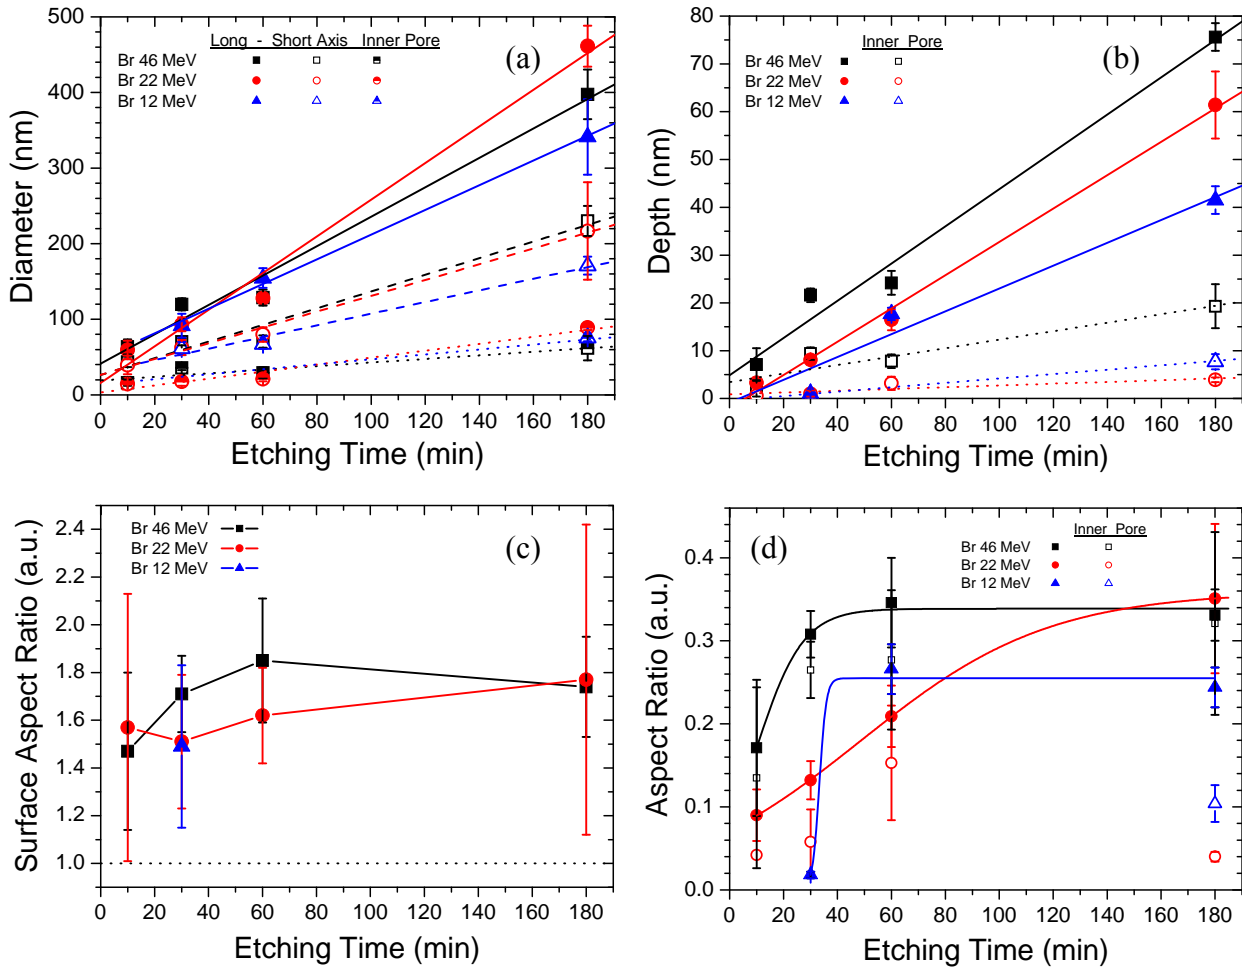 Long - Short Axis Inner Pore
Br 46 MeV
Br 22 MeV
Br 12 MeV
(a)
500
400
300
200
100
0
Diameter (nm)
0 20 40 60 80 100 120 140 160 180
Etching Time (min)
Inner Pore
Br 46 MeV
Br 22 MeV
Br 12 MeV
(b)
80
70
60
50
40
30
20
10
0
Depth (nm)
0 20 40 60 80 100 120 140 160 180
Etching Time (min)
Br 46 MeV
Br 22 MeV
Br 12 MeV
(c)
2.4
2.2
2.0
1.8
1.6
1.4
1.2
1.0
Surface Aspect Ratio (a.u.)
0 20 40 60 80 100 120 140 160 180
Etching Time (min)
Inner Pore
Br 46 MeV
Br 22 MeV
Br 12 MeV
(d)
0.4
0.3
0.2
0.1
0.0
Aspect Ratio (a.u.)
0 20 40 60 80 100 120 140 160 180
Etching Time (min)